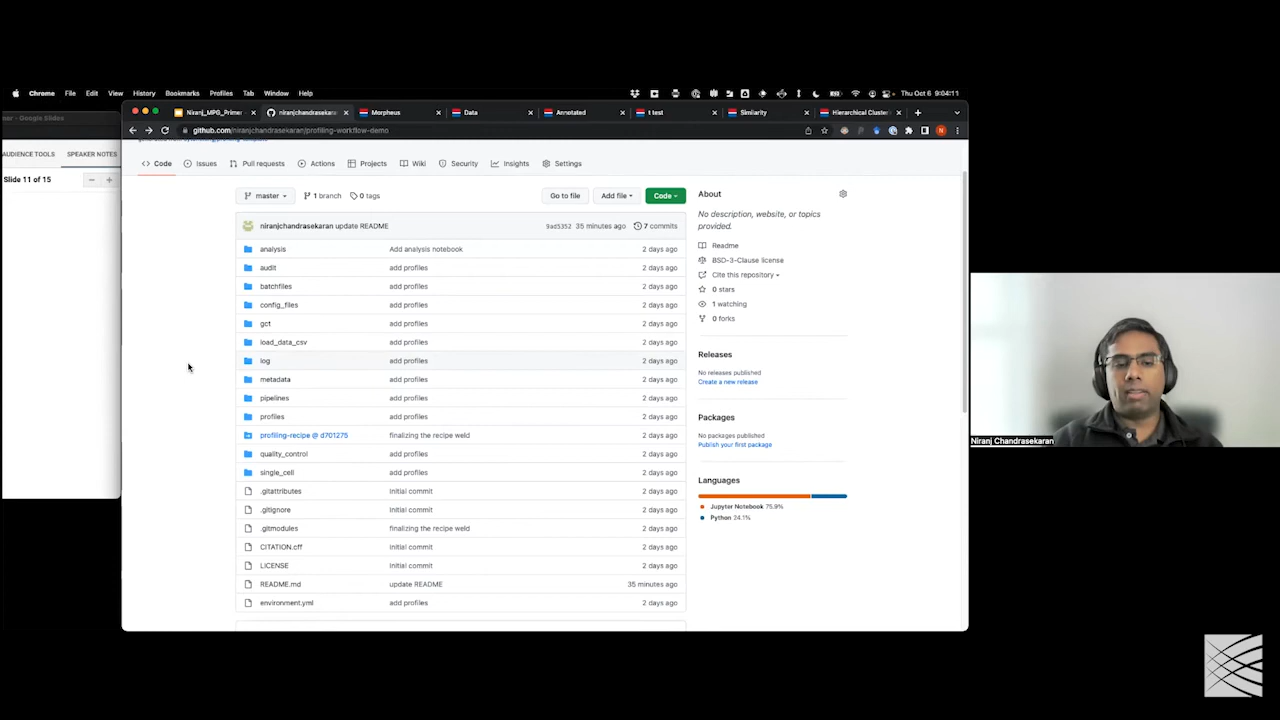 Chrome File Edit View History Bookmarks Profiles Tab Window Help Thu Oct 6 9:04:11
Google Slides
Niranj_MPG_Primer niranjchandrasekara Morpheus Data Annotated t test Similarity Hierarchical Cluster
github.com/niranjchandrasekaran/profiling-workflow-demo
AUDIENCE TOOLS SPEAKER NOTES
Slide 11 of 15
Code Issues Pull requests Actions Projects Wiki Security Insights Settings
master 1 branch 0 tags Go to file Add file Code
niranjchandrasekaran update README 9ad5352 35 minutes ago 7 commits
analysis Add analysis notebook 2 days ago
audit add profiles 2 days ago
batchfiles add profiles 2 days ago
config_files add profiles 2 days ago
gct add profiles 2 days ago
load_data_csv add profiles 2 days ago
log add profiles 2 days ago
metadata add profiles 2 days ago
pipelines add profiles 2 days ago
profiles add profiles 2 days ago
profiling-recipe @ d701275 finalizing the recipe weld 2 days ago
quality_control add profiles 2 days ago
single_cell add profiles 2 days ago
.gitattributes Initial commit 2 days ago
.gitignore Initial commit 2 days ago
.gitmodules finalizing the recipe weld 2 days ago
CITATION.cff Initial commit 2 days ago
LICENSE Initial commit 2 days ago
README.md update README 35 minutes ago
environment.yml add profiles 2 days ago
About
No description, website, or topics
provided.
Readme
BSD-3-Clause license
Cite this repository
0 stars
1 watching
0 forks
Releases
No releases published
Create a new release
Packages
No packages published
Publish your first package
Languages
Jupyter Notebook 75.9%
Python 24.1%
Niranj Chandrasekaran